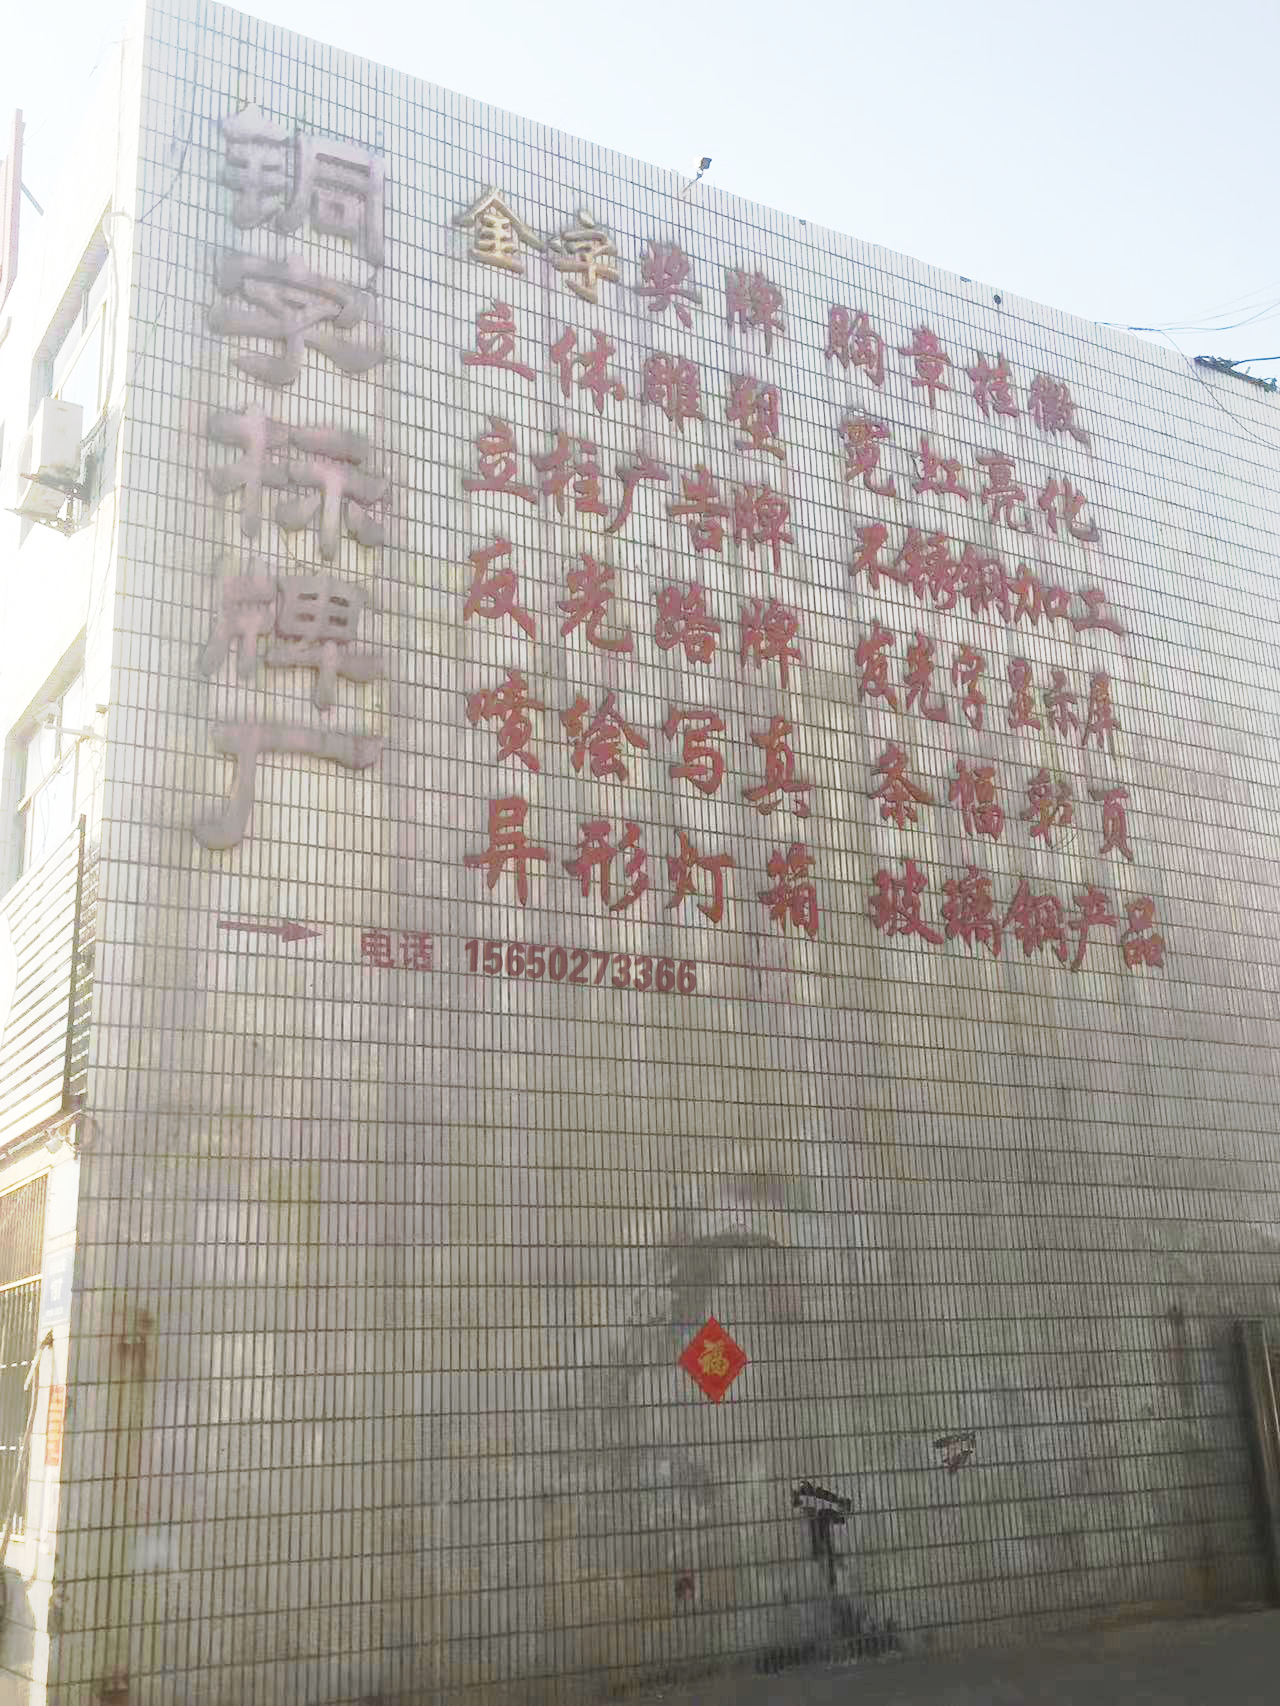 铜字标牌厂
金字奖牌 胸章桂徽
立体雕塑 霓虹亮化
立柱广告牌 不锈钢加工
反光路牌 发光字显示屏
喷绘写真 条幅彩页
异形灯箱 玻璃钢产品
电话 15650273366
福